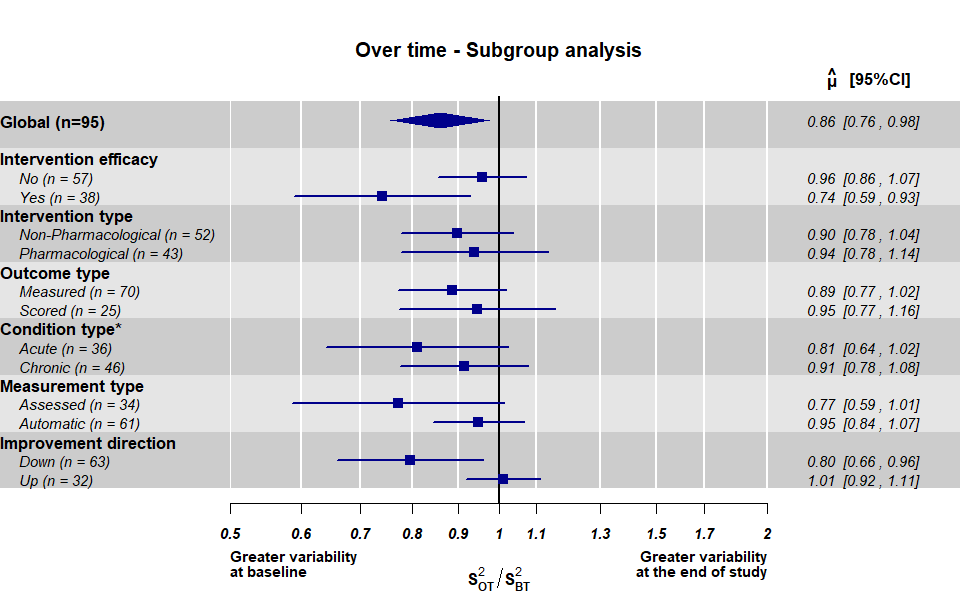 Over time - Subgroup analysis
μ̂ [95%CI]
Global (n=95) 0.86 [0.76 , 0.98]
Intervention efficacy
No (n = 57) 0.96 [0.86 , 1.07]
Yes (n = 38) 0.74 [0.59 , 0.93]
Intervention type
Non-Pharmacological (n = 52) 0.90 [0.78 , 1.04]
Pharmacological (n = 43) 0.94 [0.78 , 1.14]
Outcome type
Measured (n = 70) 0.89 [0.77 , 1.02]
Scored (n = 25) 0.95 [0.77 , 1.16]
Condition type*
Acute (n = 36) 0.81 [0.64 , 1.02]
Chronic (n = 46) 0.91 [0.78 , 1.08]
Measurement type
Assessed (n = 34) 0.77 [0.59 , 1.01]
Automatic (n = 61) 0.95 [0.84 , 1.07]
Improvement direction
Down (n = 63) 0.80 [0.66 , 0.96]
Up (n = 32) 1.01 [0.92 , 1.11]
0.5 0.6 0.7 0.8 0.9 1 1.1 1.3 1.5 1.7 2
Greater variability
at baseline
Greater variability
at the end of study
S²OT / S²BT